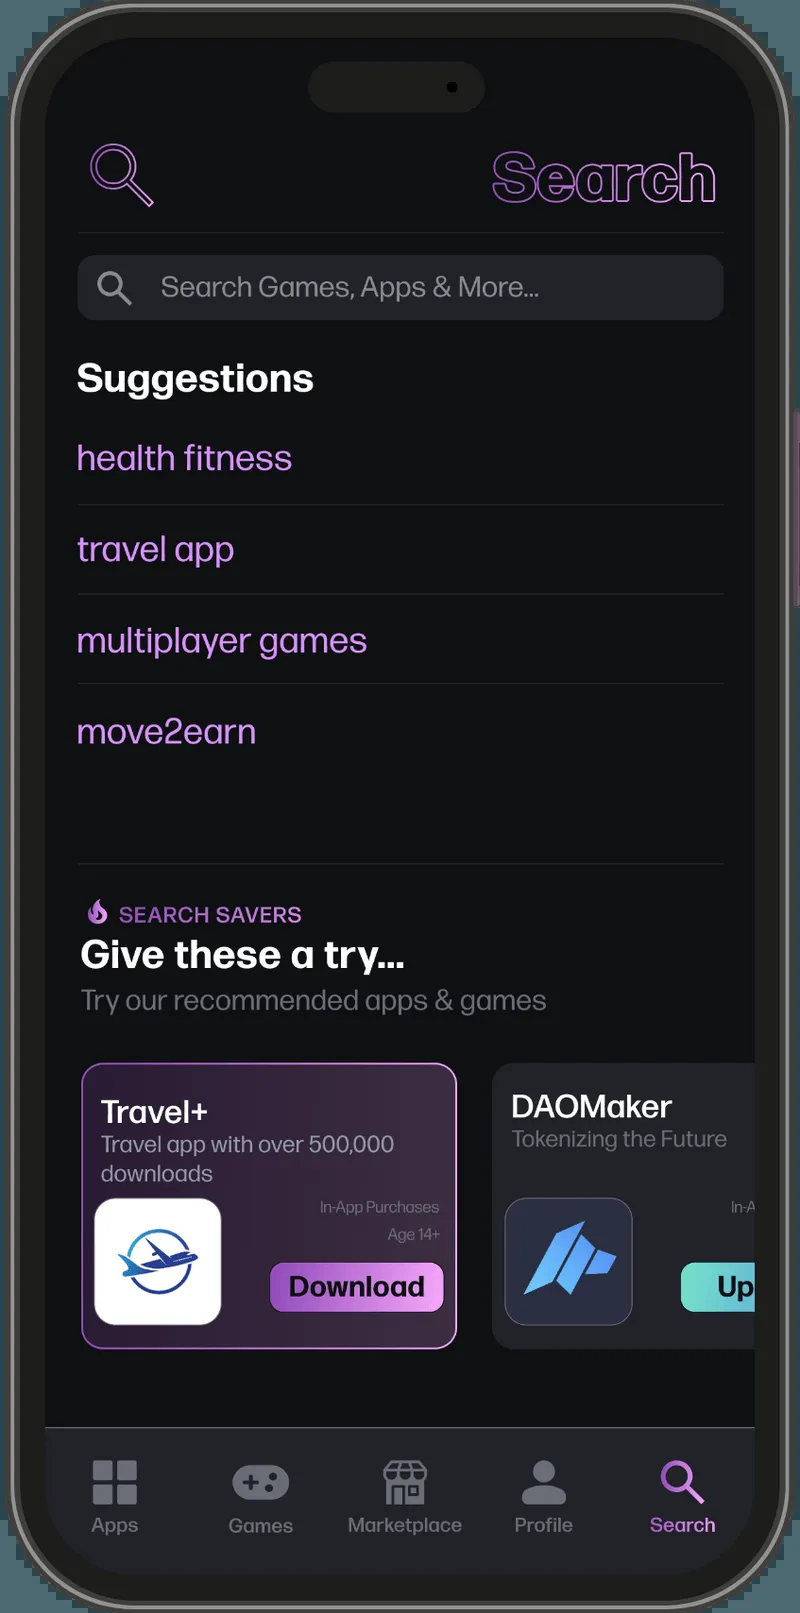 Search
Search Games, Apps & More...
Suggestions
health fitness
travel app
multiplayer games
move2earn
SEARCH SAVERS
Give these a try...
Try our recommended apps & games
Travel+
Travel app with over 500,000
downloads
In-App Purchases
Age 14+
Download
DAOMaker
Tokenizing the Future
In-A
Up
Apps
Games
Marketplace
Profile
Search